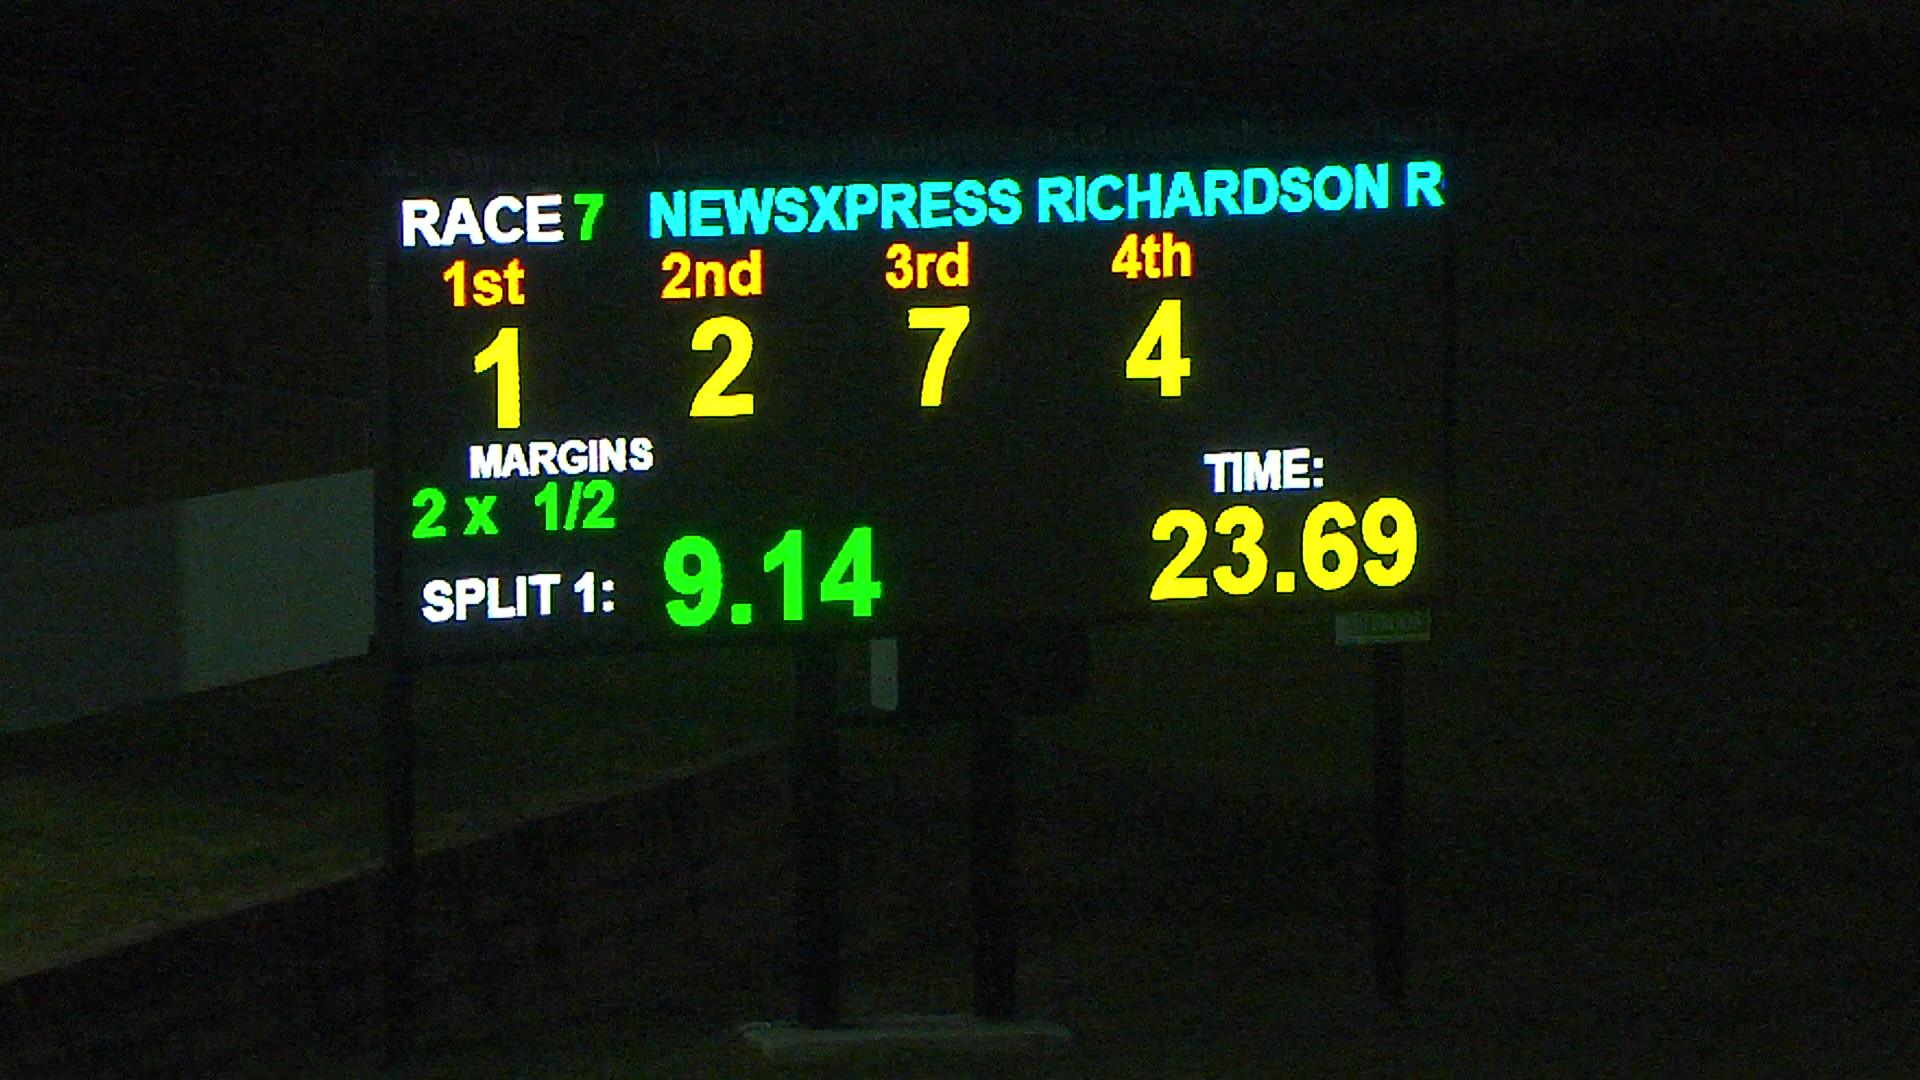 RACE 7 NEWSXPRESS RICHARDSON R
1st 2nd 3rd 4th
1 2 7 4
MARGINS
2 x 1/2
TIME:
23.69
SPLIT 1: 9.14